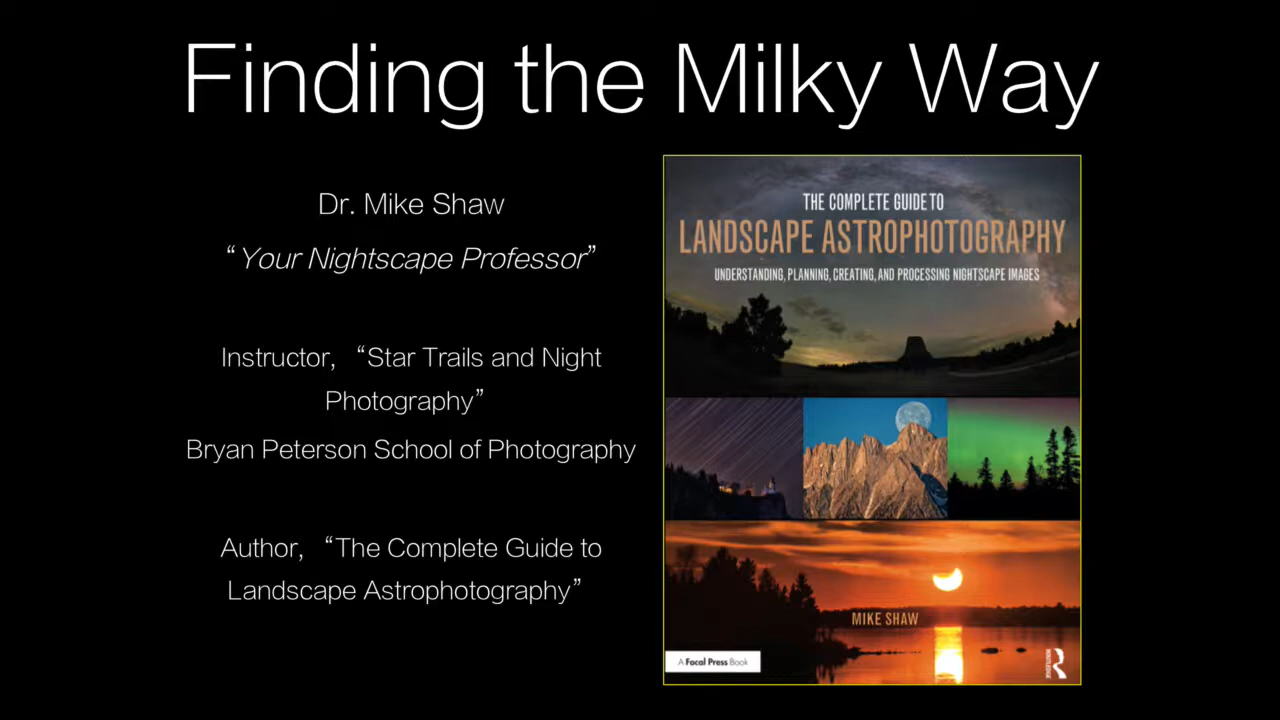 Finding the Milky Way
Dr. Mike Shaw
“Your Nightscape Professor”
Instructor, “Star Trails and Night
Photography”
Bryan Peterson School of Photography
Author, “The Complete Guide to
Landscape Astrophotography”
THE COMPLETE GUIDE TO
LANDSCAPE ASTROPHOTOGRAPHY
UNDERSTANDING, PLANNING, CREATING, AND PROCESSING NIGHTSCAPE IMAGES
MIKE SHAW
A Focal Press Book
ROUTLEDGE